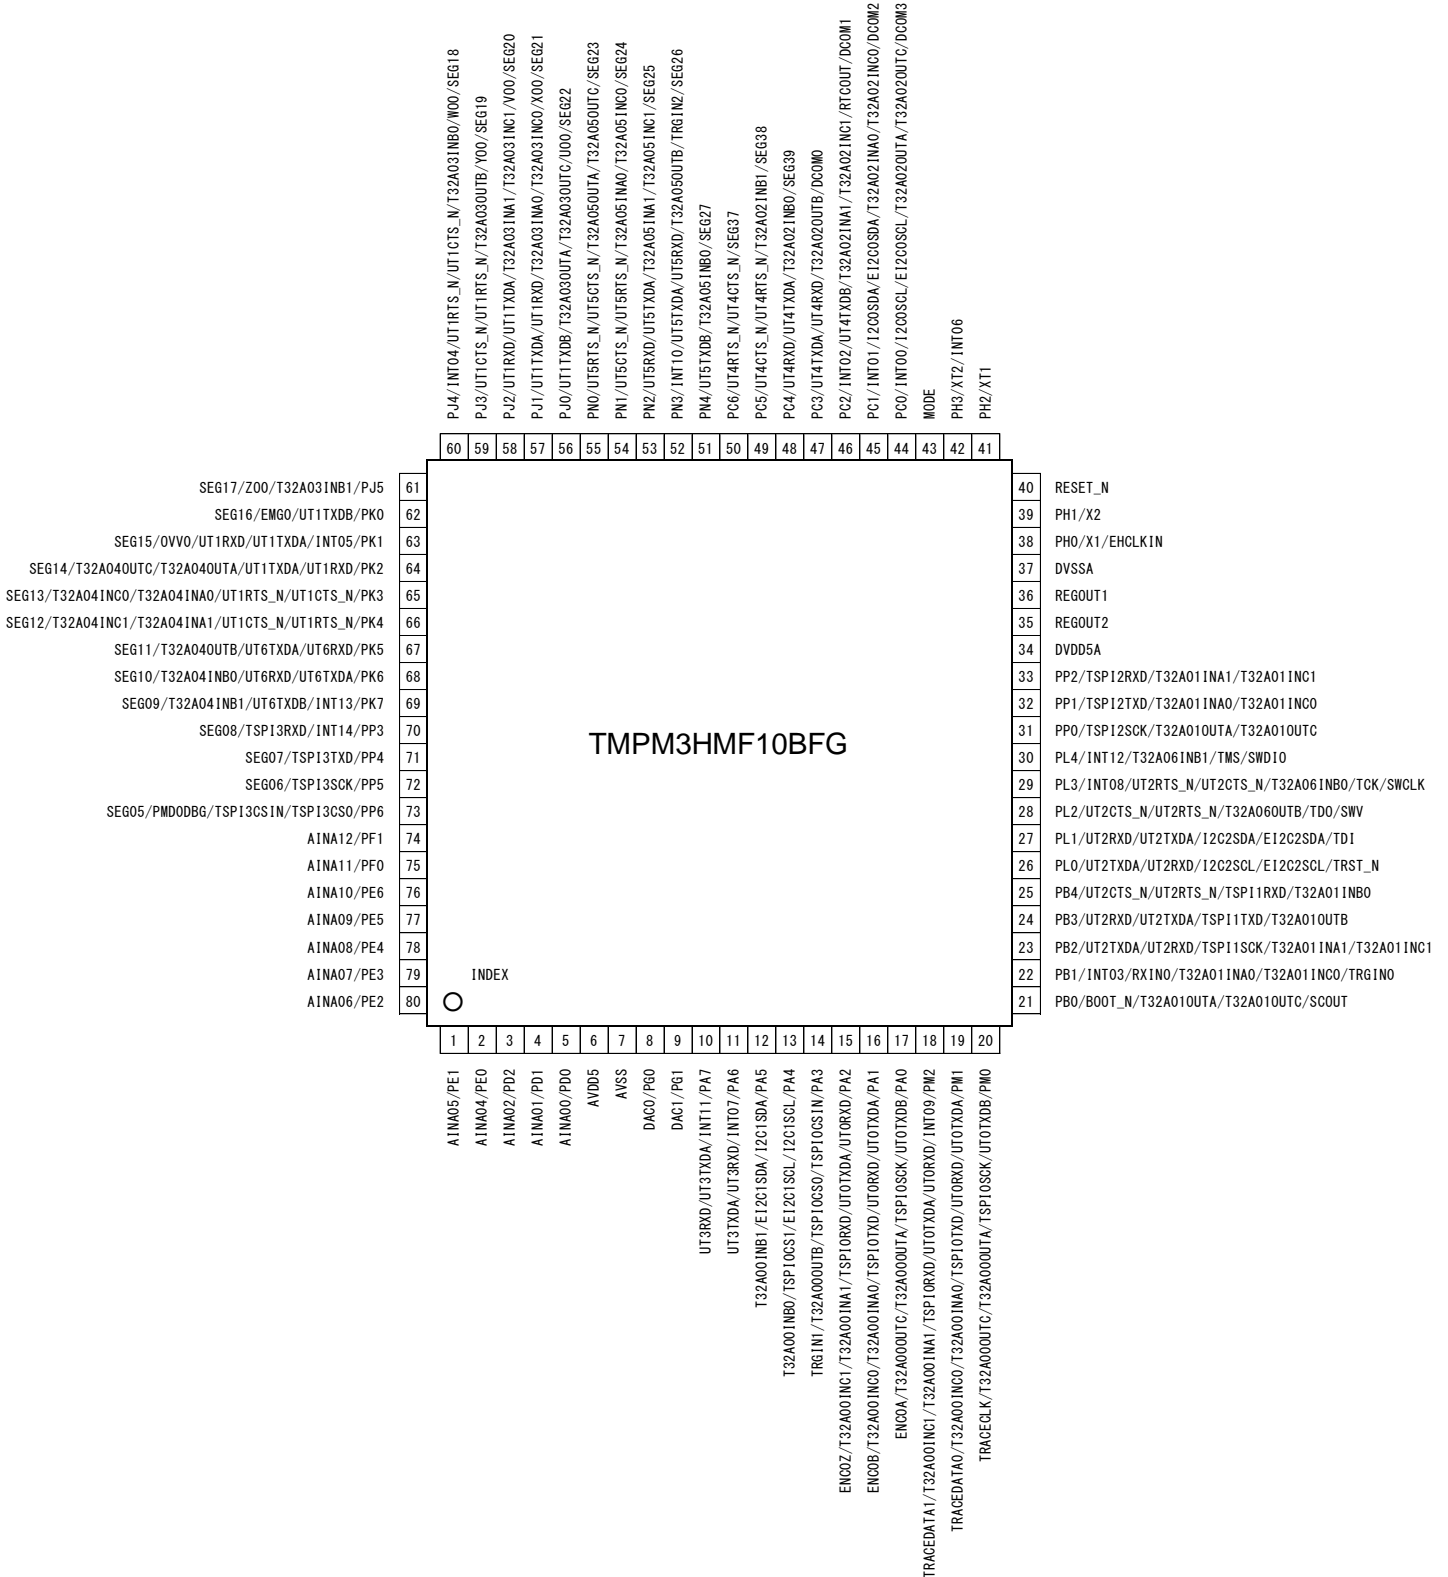 PJ4/INT04/UT1RTS_N/UT1CTS_N/T32A03INB0/WO0/SEG18
PJ3/UT1CTS_N/UT1RTS_N/T32A03OUTB/YO0/SEG19
PJ2/UT1RXD/UT1TXDA/T32A03INA1/T32A03INC1/VO0/SEG20
PJ1/UT1TXDA/UT1RXD/T32A03INA0/T32A03INC0/XO0/SEG21
PJ0/UT1TXDB/T32A03OUTA/T32A03OUTC/UO0/SEG22
PN0/UT5RTS_N/UT5CTS_N/T32A05OUTA/T32A05OUTC/SEG23
PN1/UT5CTS_N/UT5RTS_N/T32A05INA0/T32A05INC0/SEG24
PN2/UT5RXD/UT5TXDA/T32A05INA1/T32A05INC1/SEG25
PN3/INT10/UT5TXDA/UT5RXD/T32A05OUTB/TRGIN2/SEG26
PN4/UT5TXDB/T32A05INB0/SEG27
PC6/UT4RTS_N/UT4CTS_N/SEG37
PC5/UT4CTS_N/UT4RTS_N/T32A02INB1/SEG38
PC4/UT4RXD/UT4TXDA/T32A02INB0/SEG39
PC3/UT4TXDA/UT4RXD/T32A02OUTB/DCOM0
PC2/INT02/UT4TXDB/T32A02INA1/T32A02INC1/RTCOUT/DCOM1
PC1/INT01/I2C0SDA/EI2C0SDA/T32A02INA0/T32A02INC0/DCOM2
PC0/INT00/I2C0SCL/EI2C0SCL/T32A02OUTA/T32A02OUTC/DCOM3
MODE
PH3/XT2/INT06
PH2/XT1
60 59 58 57 56 55 54 53 52 51 50 49 48 47 46 45 44 43 42 41
SEG17/ZO0/T32A03INB1/PJ5 61
SEG16/EMG0/UT1TXDB/PK0 62
SEG15/OVV0/UT1RXD/UT1TXDA/INT05/PK1 63
SEG14/T32A04OUTC/T32A04OUTA/UT1TXDA/UT1RXD/PK2 64
SEG13/T32A04INC0/T32A04INA0/UT1RTS_N/UT1CTS_N/PK3 65
SEG12/T32A04INC1/T32A04INA1/UT1CTS_N/UT1RTS_N/PK4 66
SEG11/T32A04OUTB/UT6TXDA/UT6RXD/PK5 67
SEG10/T32A04INB0/UT6RXD/UT6TXDA/PK6 68
SEG09/T32A04INB1/UT6TXDB/INT13/PK7 69
SEG08/TSPI3RXD/INT14/PP3 70
SEG07/TSPI3TXD/PP4 71
SEG06/TSPI3SCK/PP5 72
SEG05/PMD0DBG/TSPI3CSIN/TSPI3CS0/PP6 73
AINA12/PF1 74
AINA11/PF0 75
AINA10/PE6 76
AINA09/PE5 77
AINA08/PE4 78
AINA07/PE3 79
AINA06/PE2 80
TMPM3HMF10BFG
INDEX
40 RESET_N
39 PH1/X2
38 PH0/X1/EHCLKIN
37 DVSSA
36 REGOUT1
35 REGOUT2
34 DVDD5A
33 PP2/TSPI2RXD/T32A01INA1/T32A01INC1
32 PP1/TSPI2TXD/T32A01INA0/T32A01INC0
31 PP0/TSPI2SCK/T32A01OUTA/T32A01OUTC
30 PL4/INT12/T32A06INB1/TMS/SWDIO
29 PL3/INT08/UT2RTS_N/UT2CTS_N/T32A06INB0/TCK/SWCLK
28 PL2/UT2CTS_N/UT2RTS_N/T32A06OUTB/TDO/SWV
27 PL1/UT2RXD/UT2TXDA/I2C2SDA/EI2C2SDA/TDI
26 PL0/UT2TXDA/UT2RXD/I2C2SCL/EI2C2SCL/TRST_N
25 PB4/UT2CTS_N/UT2RTS_N/TSPI1RXD/T32A01INB0
24 PB3/UT2RXD/UT2TXDA/TSPI1TXD/T32A01OUTB
23 PB2/UT2TXDA/UT2RXD/TSPI1SCK/T32A01INA1/T32A01INC1
22 PB1/INT03/RXIN0/T32A01INA0/T32A01INC0/TRGIN0
21 PB0/BOOT_N/T32A01OUTA/T32A01OUTC/SCOUT
1 2 3 4 5 6 7 8 9 10 11 12 13 14 15 16 17 18 19 20
AINA05/PE1
AINA04/PE0
AINA02/PD2
AINA01/PD1
AINA00/PD0
AVDD5
AVSS
DAC0/PG0
DAC1/PG1
UT3RXD/UT3TXDA/INT11/PA7
UT3TXDA/UT3RXD/INT07/PA6
T32A00INB1/EI2C1SDA/I2C1SDA/PA5
T32A00INB0/TSPI0CS1/EI2C1SCL/I2C1SCL/PA4
TRGIN1/T32A00OUTB/TSPI0CS0/TSPI0CSIN/PA3
ENC0Z/T32A00INC1/T32A00INA1/TSPI0RXD/UT0TXDA/UT0RXD/PA2
ENC0B/T32A00INC0/T32A00INA0/TSPI0TXD/UT0RXD/UT0TXDA/PA1
ENC0A/T32A00OUTC/T32A00OUTA/TSPI0SCK/UT0TXDB/PA0
TRACEDATA1/T32A00INC1/T32A00INA1/TSPI0RXD/UT0TXDA/UT0RXD/INT09/PM2
TRACEDATA0/T32A00INC0/T32A00INA0/TSPI0TXD/UT0RXD/UT0TXDA/PM1
TRACECLK/T32A00OUTC/T32A00OUTA/TSPI0SCK/UT0TXDB/PM0